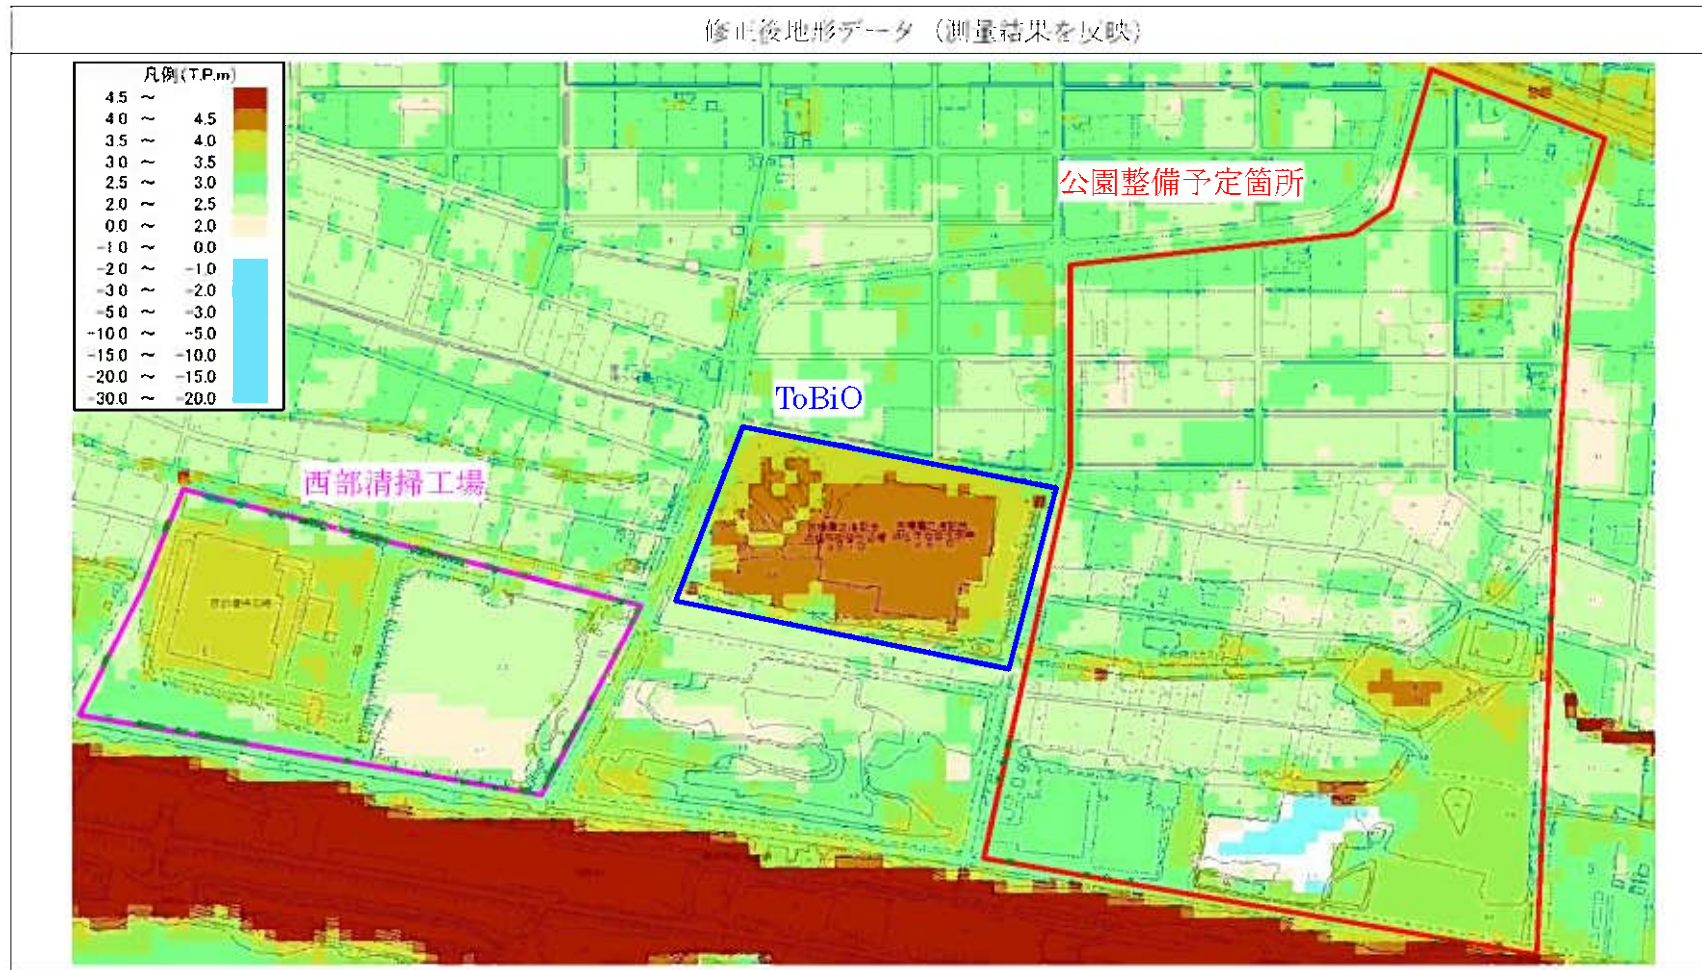 修正後地形データ（測量結果を反映）
凡例(T.P.m)
4.5 ～
4.0 ～ 4.5
3.5 ～ 4.0
3.0 ～ 3.5
2.5 ～ 3.0
2.0 ～ 2.5
0.0 ～ 2.0
-1.0 ～ 0.0
-2.0 ～ -1.0
-3.0 ～ -2.0
-5.0 ～ -3.0
-10.0 ～ -5.0
-15.0 ～ -10.0
-20.0 ～ -15.0
-30.0 ～ -20.0
公園整備予定箇所
ToBiO
西部清掃工場